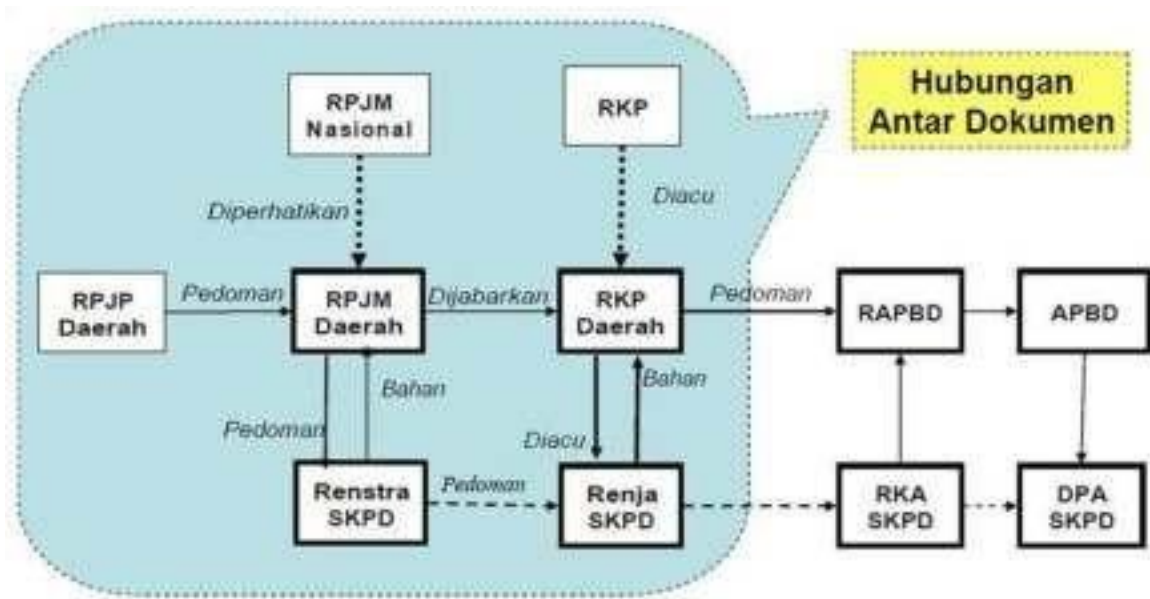 Hubungan
Antar Dokumen
RPJM
Nasional
RKP
Diperhatikan
Diacu
RPJP
Daerah
Pedoman
RPJM
Daerah
Dijabarkan
RKP
Daerah
Pedoman
RAPBD
APBD
Pedoman
Bahan
Diacu
Bahan
Renstra
SKPD
Pedoman
Renja
SKPD
RKA
SKPD
DPA
SKPD